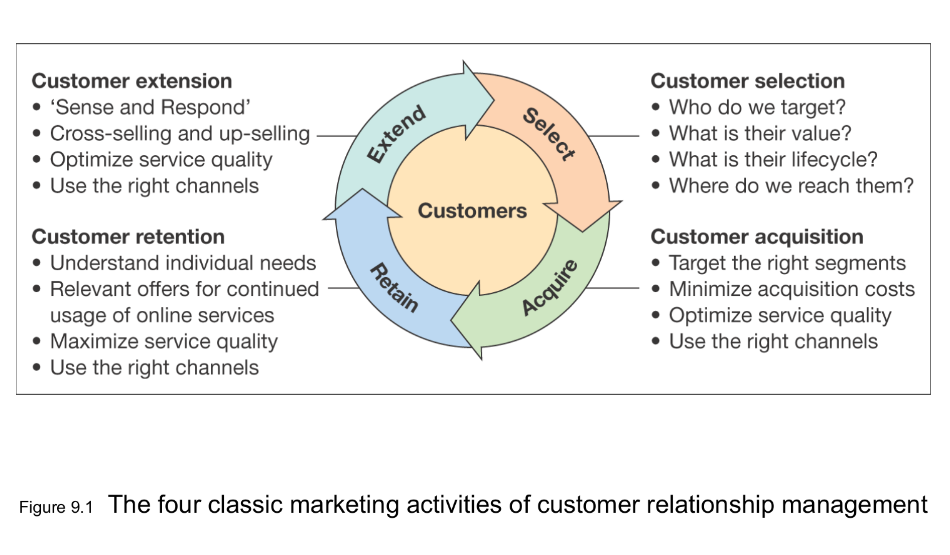 Customer extension
• ‘Sense and Respond’
• Cross-selling and up-selling
• Optimize service quality
• Use the right channels
Customer retention
• Understand individual needs
• Relevant offers for continued
usage of online services
• Maximize service quality
• Use the right channels
Extend
Select
Customers
Retain
Acquire
Customer selection
• Who do we target?
• What is their value?
• What is their lifecycle?
• Where do we reach them?
Customer acquisition
• Target the right segments
• Minimize acquisition costs
• Optimize service quality
• Use the right channels
Figure 9.1 The four classic marketing activities of customer relationship management